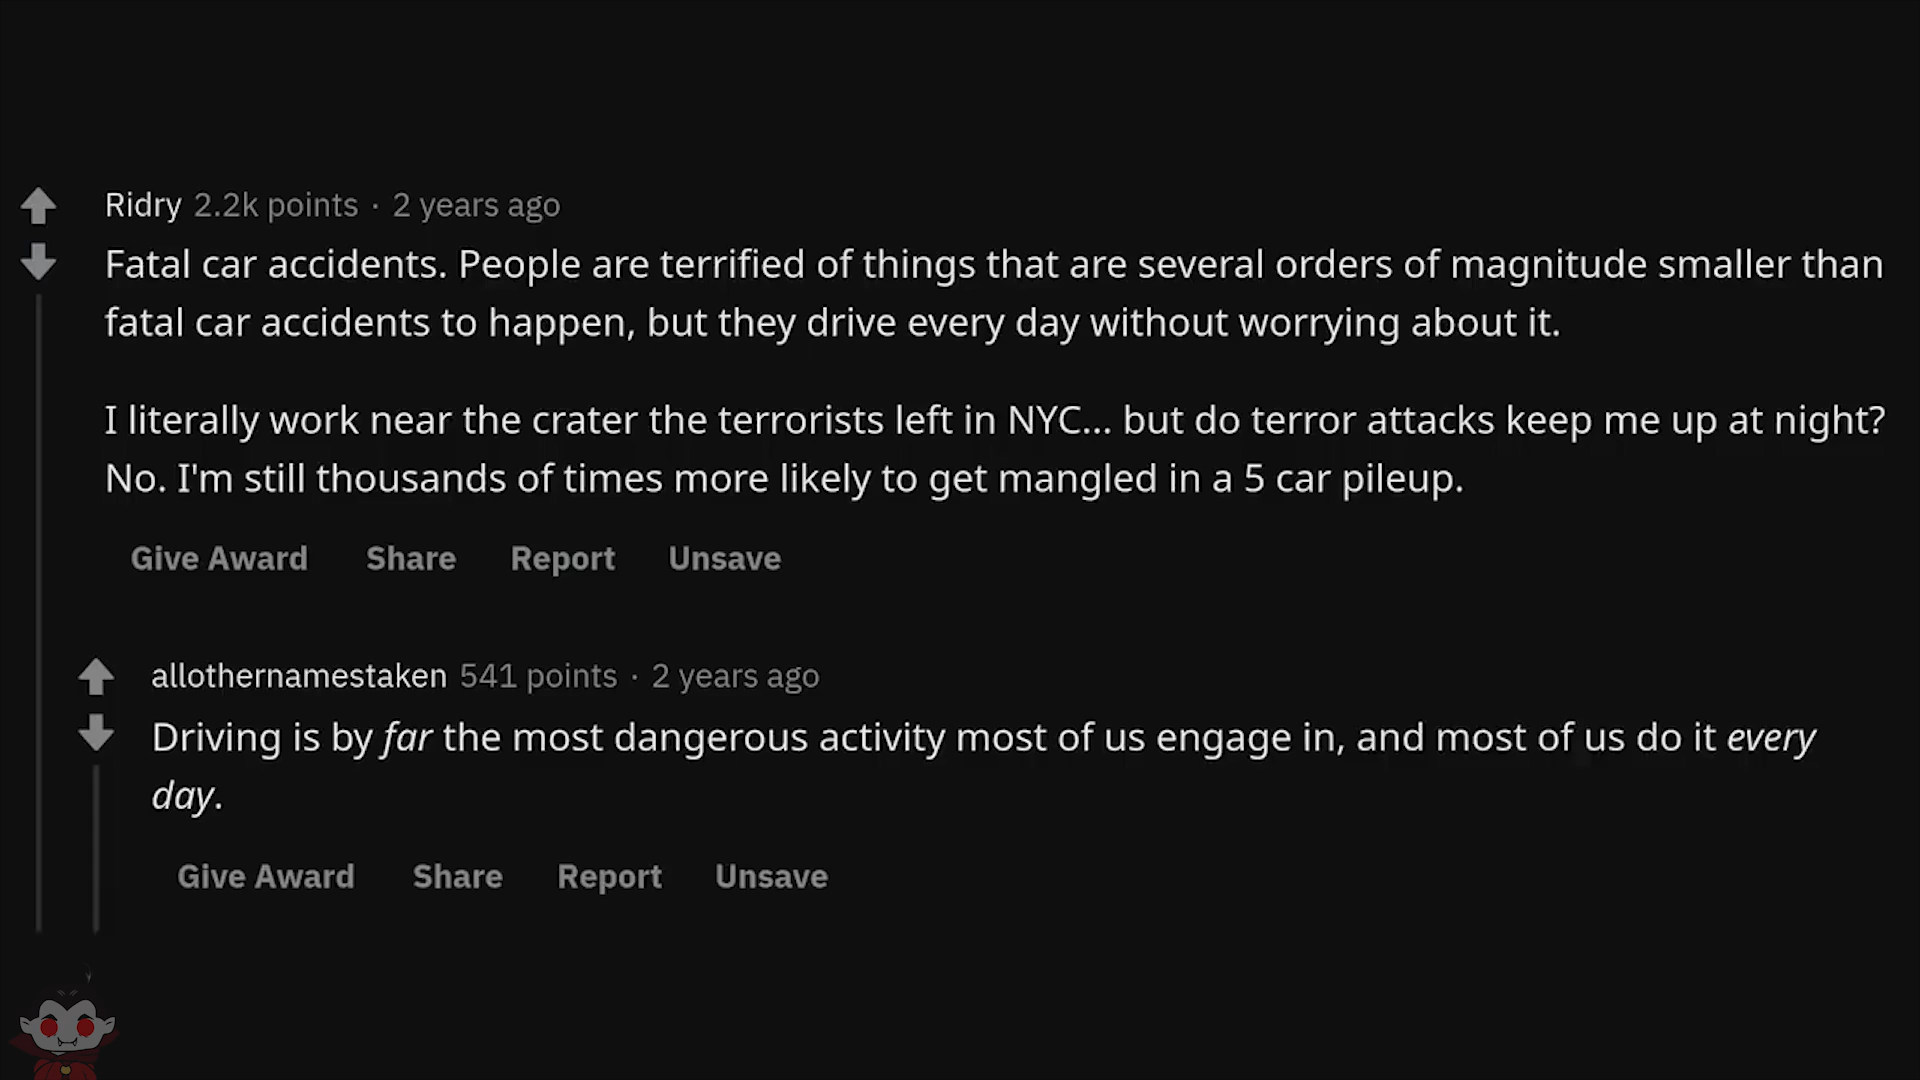 Ridry 2.2k points · 2 years ago
Fatal car accidents. People are terrified of things that are several orders of magnitude smaller than
fatal car accidents to happen, but they drive every day without worrying about it.
I literally work near the crater the terrorists left in NYC... but do terror attacks keep me up at night?
No. I'm still thousands of times more likely to get mangled in a 5 car pileup.
Give Award Share Report Unsave
allothernamestaken 541 points · 2 years ago
Driving is by far the most dangerous activity most of us engage in, and most of us do it every
day.
Give Award Share Report Unsave